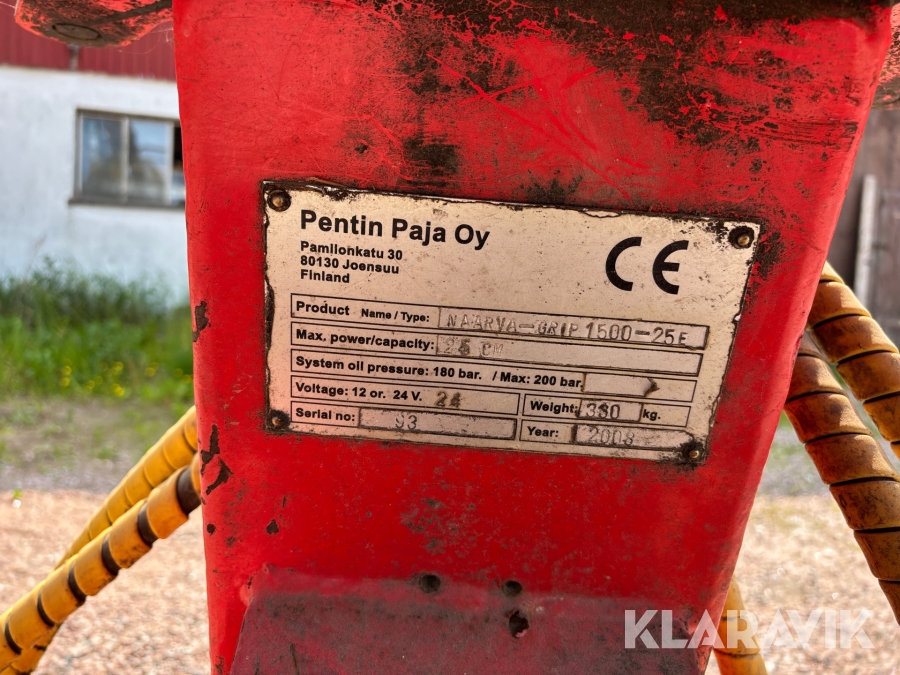 Pentin Paja Oy
Pamilonkatu 30
80130 Joensuu
Finland
CE
Product Name / Type: NAARVA-GRIP 1500-25E
Max. power/capacity: 25 CM
System oil pressure: 180 bar. / Max: 200 bar
Voltage: 12 or. 24 V. 24
Weight: 330 kg.
Serial no: 93
Year: 2008
KLARAVIK